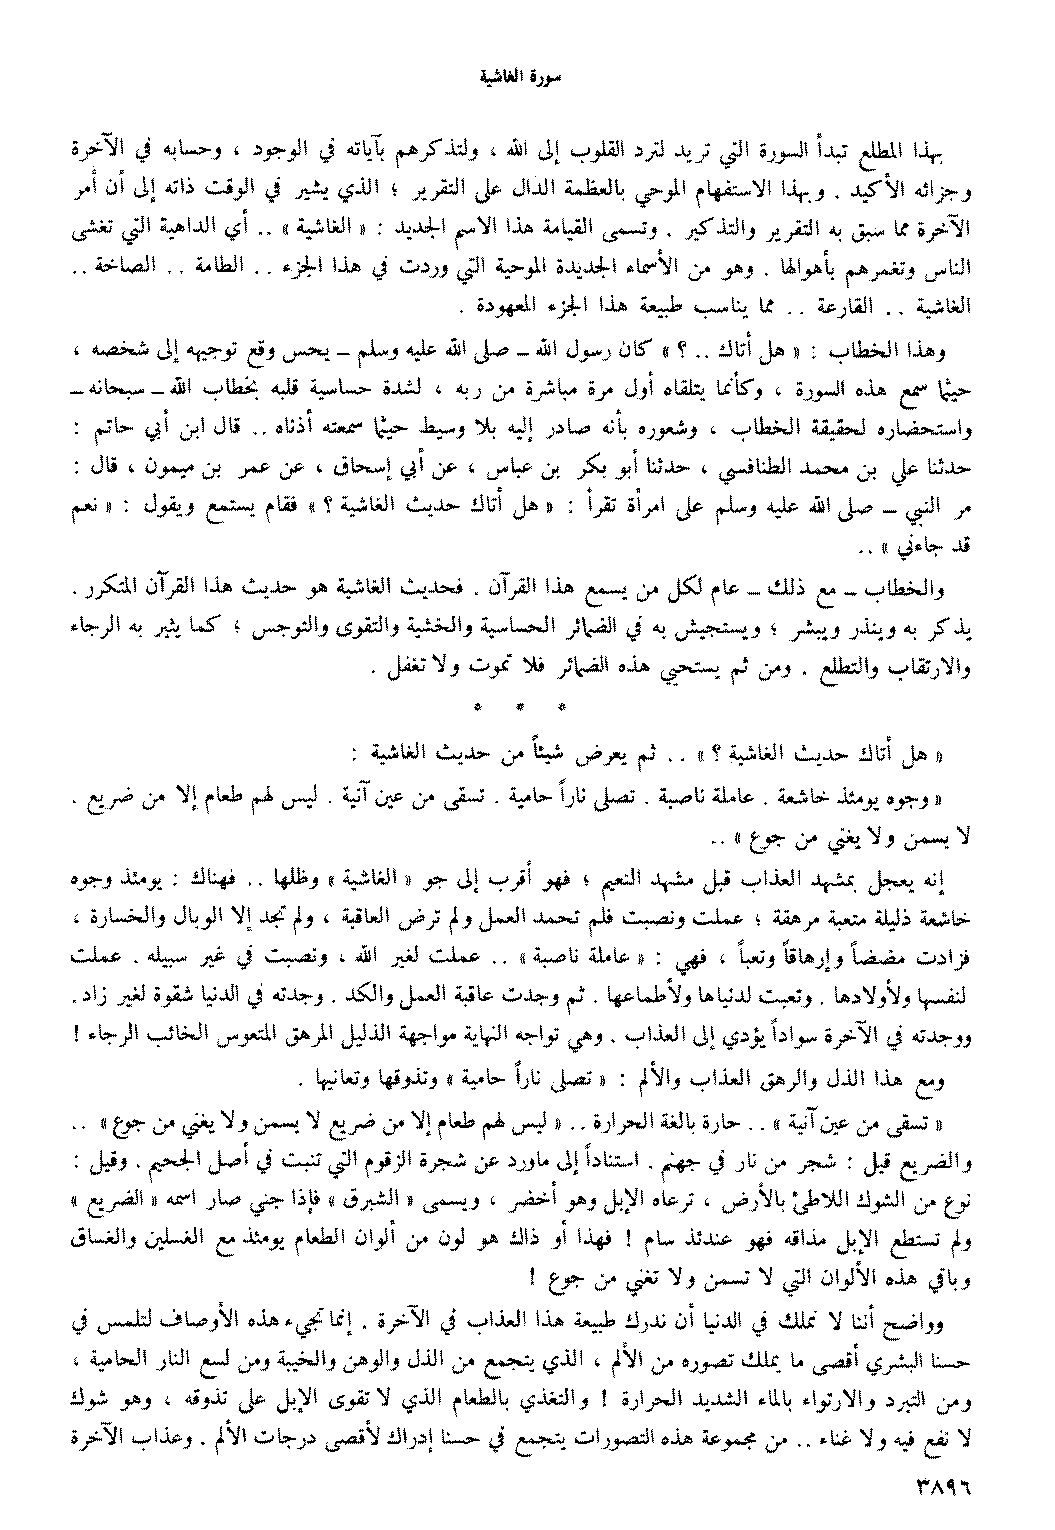 سورة الغاشية
بهذا المطلع تبدأ السورة التي تريد لترد القلوب إلى الله ، ولتذكرهم بآياته في الوجود ، وحسابه في الآخرة
وجزائه الأكيد . وبهذا الاستفهام الموحي بالعظمة الدال على التقرير ؛ الذي يشير في الوقت ذاته إلى أن أمر
الآخرة مما سبق به التقرير والتذكير . وتسمى القيامة هذا الاسم الجديد : « الغاشية » .. أي الداهية التي تغشى
الناس وتغمرهم بأهوالها . وهو من الأسماء الجديدة الموحية التي وردت في هذا الجزء .. الطامة .. الصاخة ..
الغاشية .. القارعة .. مما يناسب طبيعة هذا الجزء المعهودة .
وهذا الخطاب : « هل أتاك .. ؟ » كان رسول الله – صلى الله عليه وسلم – يحس وقع توجيهه إلى شخصه ،
حيثما سمع هذه السورة ، وكأنما يتلقاه أول مرة مباشرة من ربه ، لشدة حساسية قلبه بخطاب الله – سبحانه –
واستحضاره لحقيقة الخطاب ، وشعوره بأنه صادر إليه بلا وسيط حيثما سمعته أذناه .. قال ابن أبي حاتم :
حدثنا علي بن محمد الطنافسي ، حدثنا أبو بكر بن عباس ، عن أبي إسحاق ، عن عمر بن ميمون ، قال :
مر النبي – صلى الله عليه وسلم على امرأة تقرأ : « هل أتاك حديث الغاشية ؟ » فقام يستمع ويقول : « نعم
قد جاءني » ..
والخطاب – مع ذلك – عام لكل من يسمع هذا القرآن . فحديث الغاشية هو حديث هذا القرآن المتكرر .
يذكر به وينذر ويبشر ؛ ويستجيش به في الضمائر الحساسية والخشية والتقوى والتوجس ؛ كما يثير به الرجاء
والارتقاب والتطلع . ومن ثم يستحيي هذه الضمائر فلا تموت ولا تغفل .
* * *
« هل أتاك حديث الغاشية ؟ » .. ثم يعرض شيئاً من حديث الغاشية :
« وجوه يومئذ خاشعة . عاملة ناصبة . تصلى ناراً حامية . تسقى من عين آنية . ليس لهم طعام إلا من ضريع .
لا يسمن ولا يغني من جوع » ..
إنه يعجل بمشهد العذاب قبل مشهد النعيم ؛ فهو أقرب إلى جو « الغاشية » وظلها .. فهناك : يومئذ وجوه
خاشعة ذليلة متعبة مرهقة ؛ عملت ونصبت فلم تحمد العمل ولم ترض العاقبة ، ولم تجد إلا الوبال والخسارة ،
فزادت مضضاً وإرهاقاً وتعباً ، فهي : « عاملة ناصبة » .. عملت لغير الله ، ونصبت في غير سبيله . عملت
لنفسها ولأولادها . وتعبت لدنياها ولأطماعها . ثم وجدت عاقبة العمل والكد . وجدته في الدنيا شقوة لغير زاد.
ووجدته في الآخرة سواداً يؤدي إلى العذاب . وهي تواجه النهاية مواجهة الذليل المرهق المتعوس الخائب الرجاء !
ومع هذا الذل والرهق العذاب والألم : « تصلى ناراً حامية » وتذوقها وتعانيها .
« تسقى من عين آنية » .. حارة بالغة الحرارة .. « ليس لهم طعام إلا من ضريع لا يسمن ولا يغني من جوع » ..
والضريع قيل : شجر من نار في جهنم . استناداً إلى ماورد عن شجرة الزقوم التي تنبت في أصل الجحيم . وقيل :
نوع من الشوك اللاطئ بالأرض ، ترعاه الإبل وهو أخضر ، ويسمى « الشبرق » فإذا جني صار اسمه « الضريع »
ولم تستطع الإبل مذاقه فهو عندئذ سام ! فهذا أو ذاك هو لون من ألوان الطعام يومئذ مع الغسلين والغساق
وباقي هذه الألوان التي لا تسمن ولا تغني من جوع !
وواضح أننا لا نملك في الدنيا أن ندرك طبيعة هذا العذاب في الآخرة . إنما تجيء هذه الأوصاف لتلمس في
حسنا البشري أقصى ما يملك تصوره من الألم ، الذي يتجمع من الذل والوهن والخيبة ومن لسع النار الحامية ،
ومن التبرد والارتواء بالماء الشديد الحرارة ! والتغذي بالطعام الذي لا تقوى الإبل على تذوقه ، وهو شوك
لا نفع فيه ولا غناء .. من مجموعة هذه التصورات يتجمع في حسنا إدراك لأقصى درجات الألم . وعذاب الآخرة
٣٨٩٦